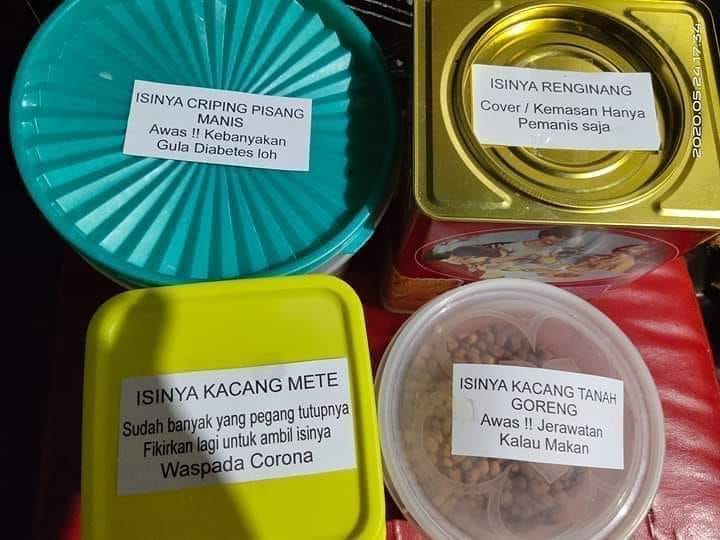 ISINYA CRIPING PISANG
MANIS
Awas !! Kebanyakan
Gula Diabetes loh
ISINYA RENGINANG
Cover / Kemasan Hanya
Pemanis saja
2020.05.24 17:34
ISINYA KACANG METE
Sudah banyak yang pegang tutupnya
Fikirkan lagi untuk ambil isinya
Waspada Corona
ISINYA KACANG TANAH
GORENG
Awas !! Jerawatan
Kalau Makan